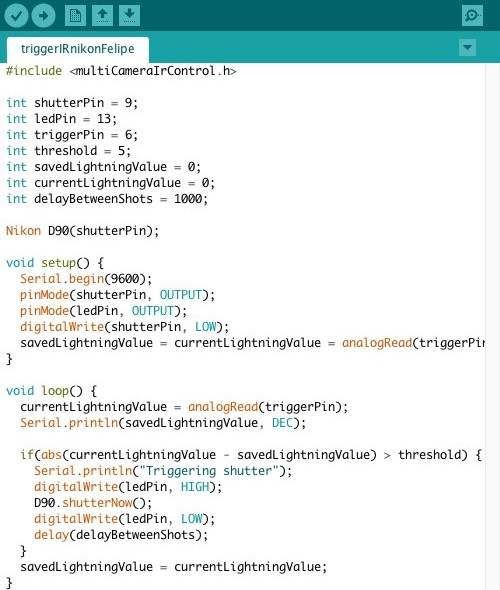 triggerIRnikonFelipe
#include <multiCameraIrControl.h>
int shutterPin = 9;
int ledPin = 13;
int triggerPin = 6;
int threshold = 5;
int savedLightningValue = 0;
int currentLightningValue = 0;
int delayBetweenShots = 1000;
Nikon D90(shutterPin);
void setup() {
  Serial.begin(9600);
  pinMode(shutterPin, OUTPUT);
  pinMode(ledPin, OUTPUT);
  digitalWrite(shutterPin, LOW);
  savedLightningValue = currentLightningValue = analogRead(triggerPin
}
void loop() {
  currentLightningValue = analogRead(triggerPin);
  Serial.println(savedLightningValue, DEC);
  if(abs(currentLightningValue - savedLightningValue) > threshold) {
    Serial.println("Triggering shutter");
    digitalWrite(ledPin, HIGH);
    D90.shutterNow();
    digitalWrite(ledPin, LOW);
    delay(delayBetweenShots);
  }
  savedLightningValue = currentLightningValue;
}